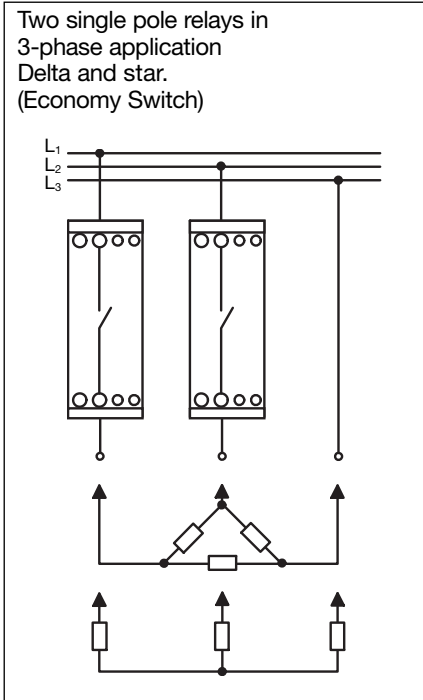 Two single pole relays in
3-phase application
Delta and star.
(Economy Switch)
L₁
L₂
L₃